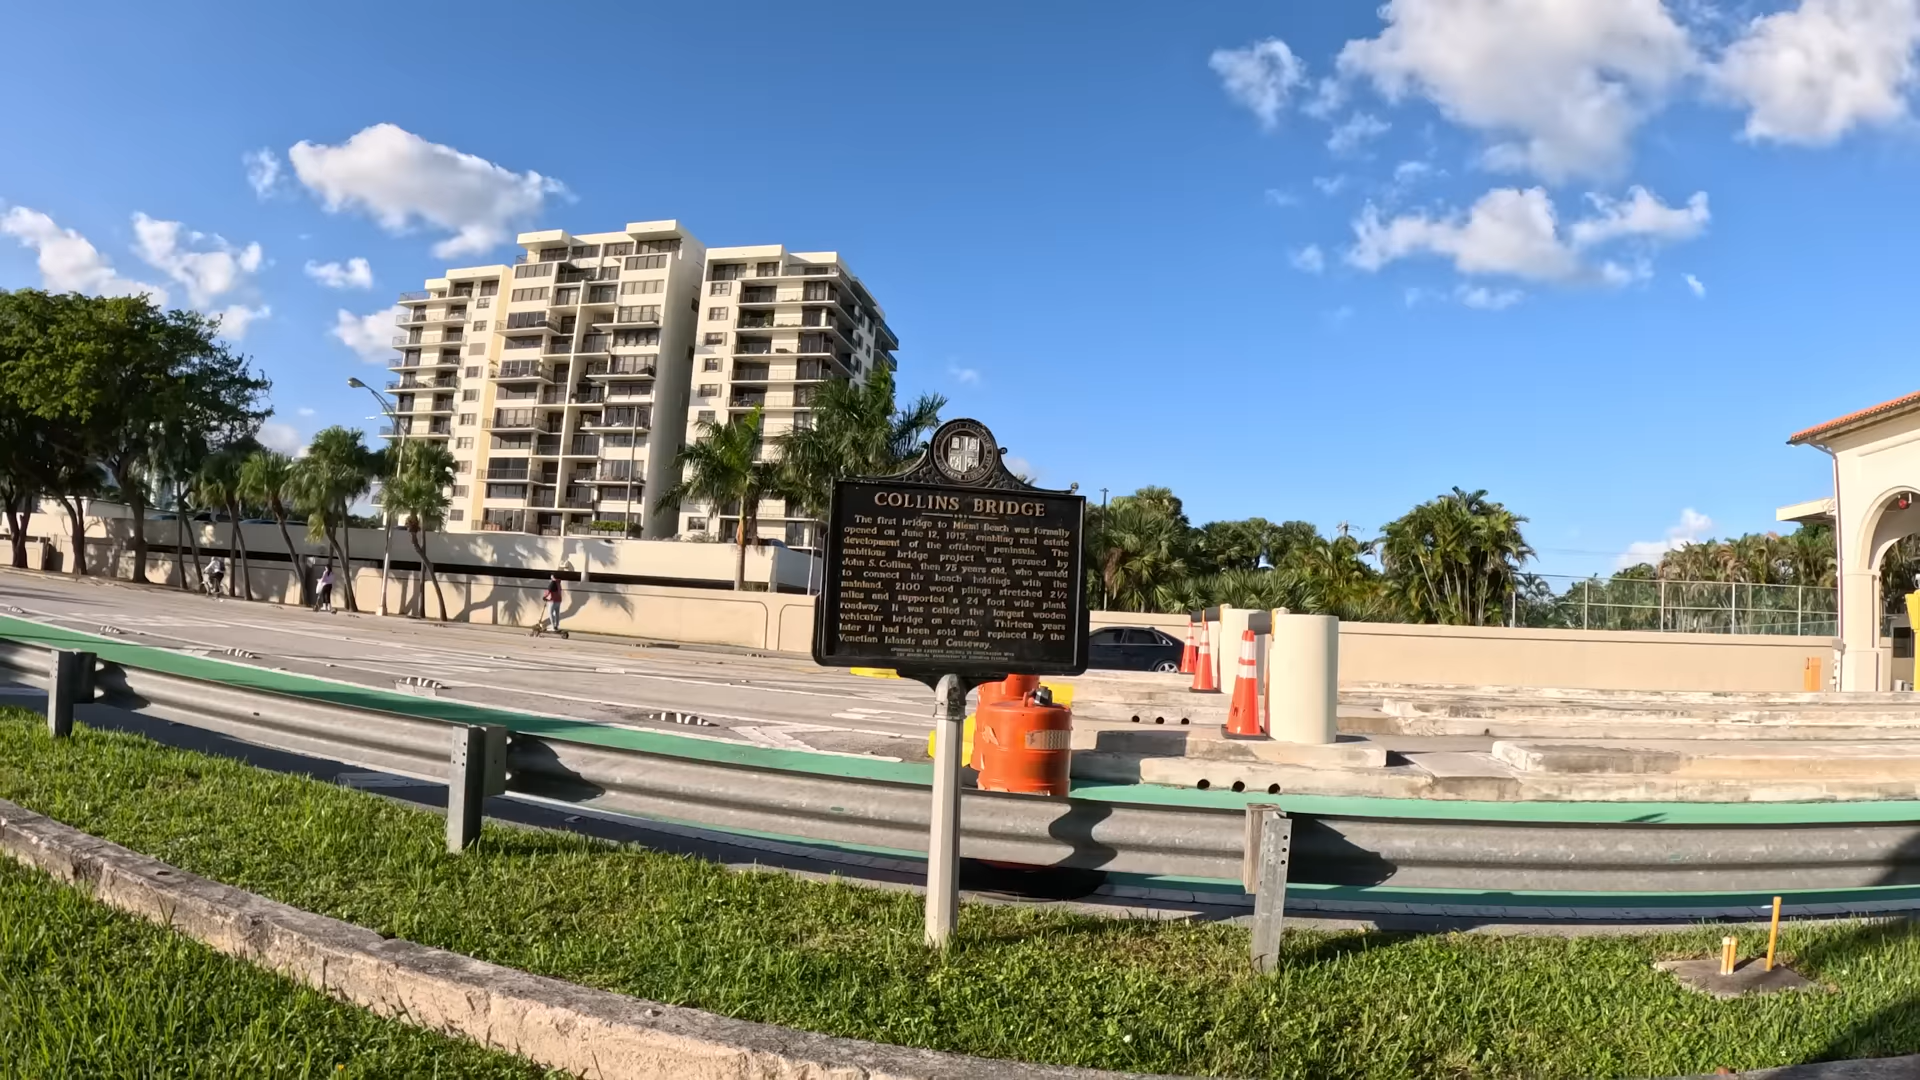 COLLINS BRIDGE
The first bridge to Miami Beach was formally
opened on June 12, 1913, enabling real estate
development of the offshore peninsula. The
ambitious bridge project was pursued by
John S. Collins, then 75 years old, who wanted
to connect his beach holdings with the
mainland. 2100 wood pilings stretched 2½
miles and supported a 24 foot wide plank
roadway. It was called the longest wooden
vehicular bridge on earth. Thirteen years
later it had been sold and replaced by the
Venetian Islands and Causeway.